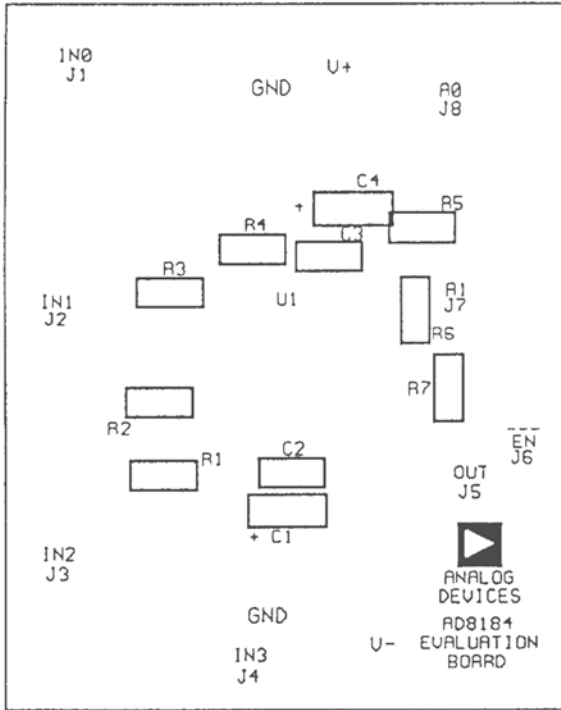 IN0
J1
V+
GND
A0
J8
C4
+
R5
R4
C3
R3
A1
J7
U1
IN1
J2
R6
R7
R2
EN
J6
R1
C2
OUT
J5
+ C1
IN2
J3
ANALOG
DEVICES
GND
AD8184
V- EVALUATION
BOARD
IN3
J4